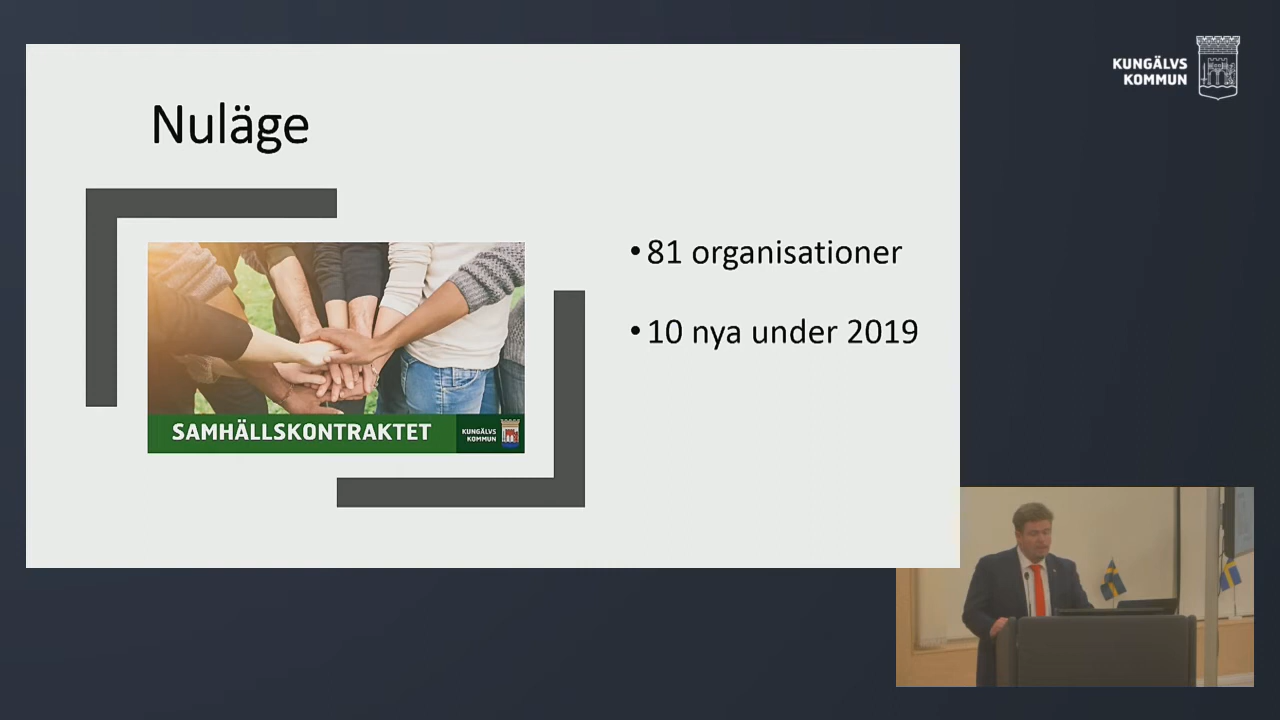 KUNGÄLVS
KOMMUN
Nuläge
• 81 organisationer
• 10 nya under 2019
SAMHÄLLSKONTRAKTET
KUNGÄLVS
KOMMUN